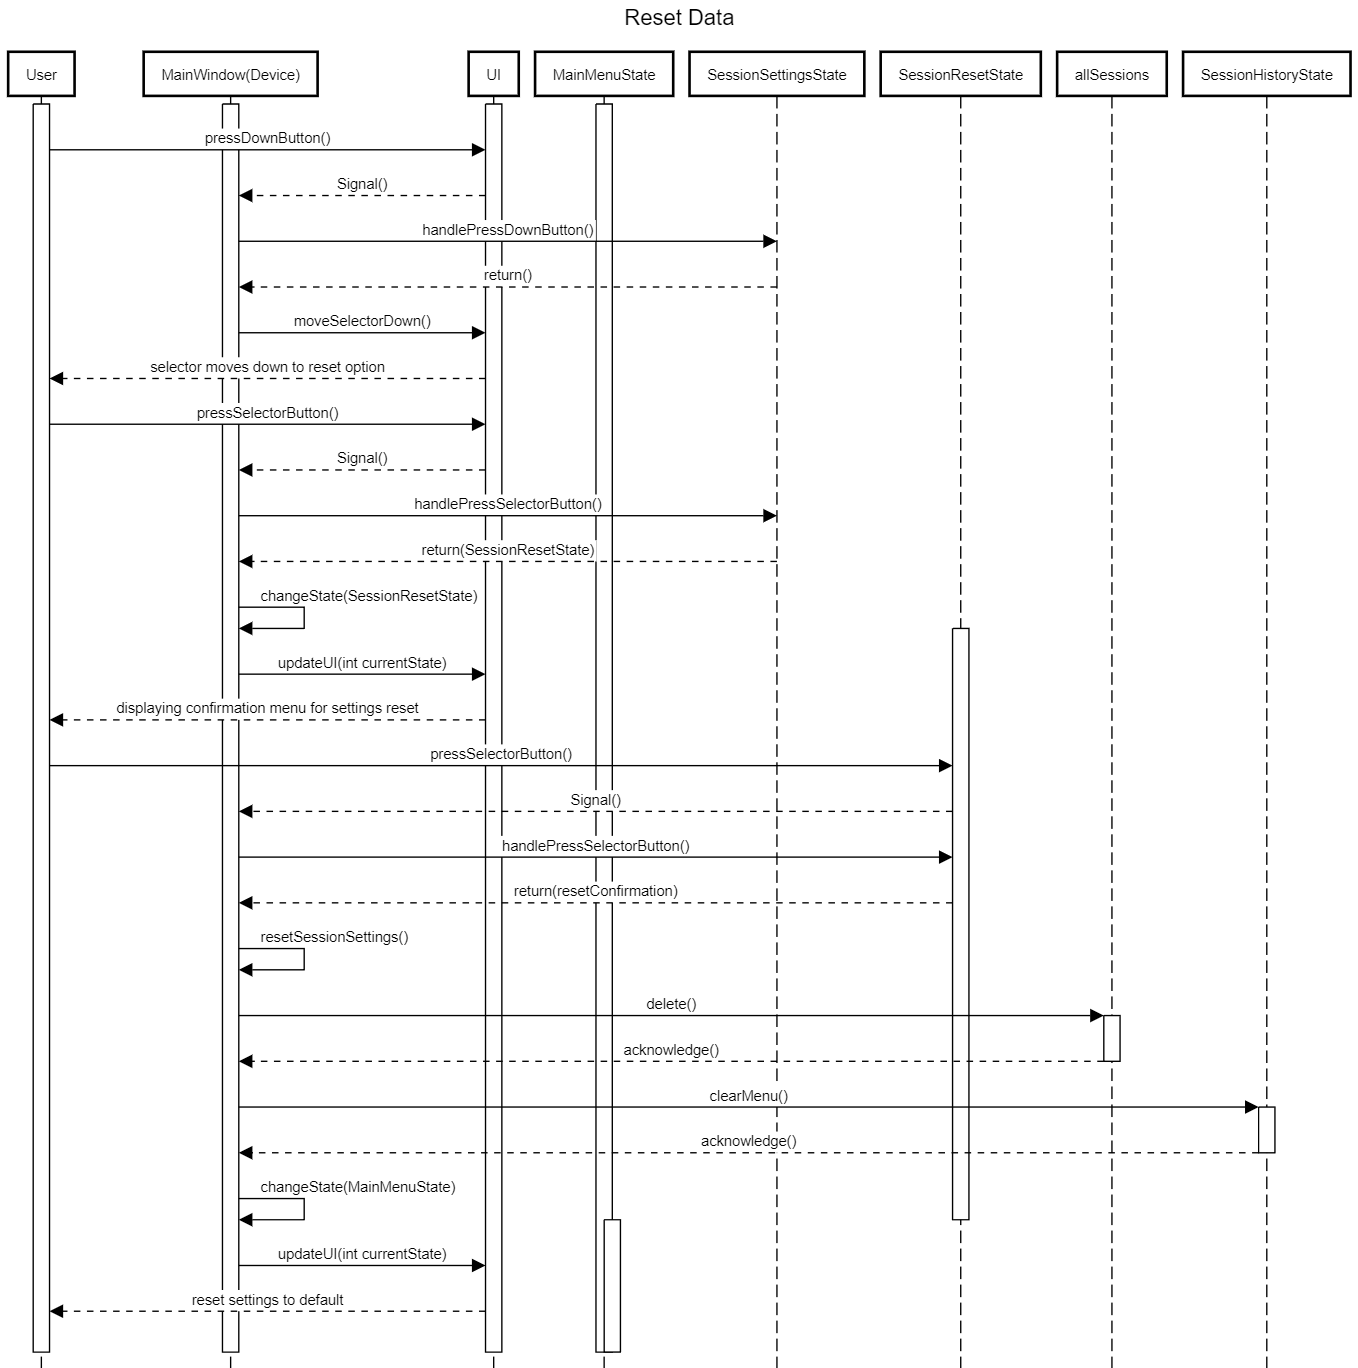 Reset Data
User
MainWindow(Device)
UI
MainMenuState
SessionSettingsState
SessionResetState
allSessions
SessionHistoryState
pressDownButton()
Signal()
handlePressDownButton()
return()
moveSelectorDown()
selector moves down to reset option
pressSelectorButton()
Signal()
handlePressSelectorButton()
return(SessionResetState)
changeState(SessionResetState)
updateUI(int currentState)
displaying confirmation menu for settings reset
pressSelectorButton()
Signal()
handlePressSelectorButton()
return(resetConfirmation)
resetSessionSettings()
delete()
acknowledge()
clearMenu()
acknowledge()
changeState(MainMenuState)
updateUI(int currentState)
reset settings to default